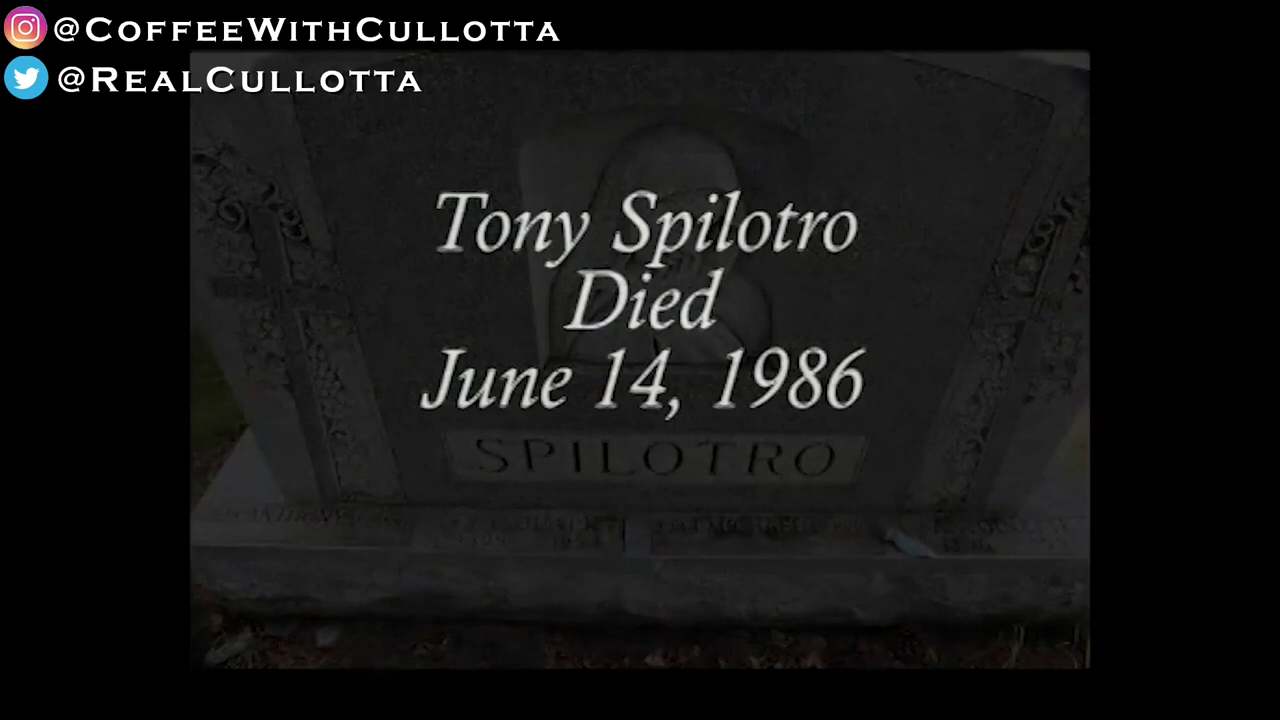 @CoffeeWithCullotta
@RealCullotta
Tony Spilotro
Died
June 14, 1986
SPILOTRO